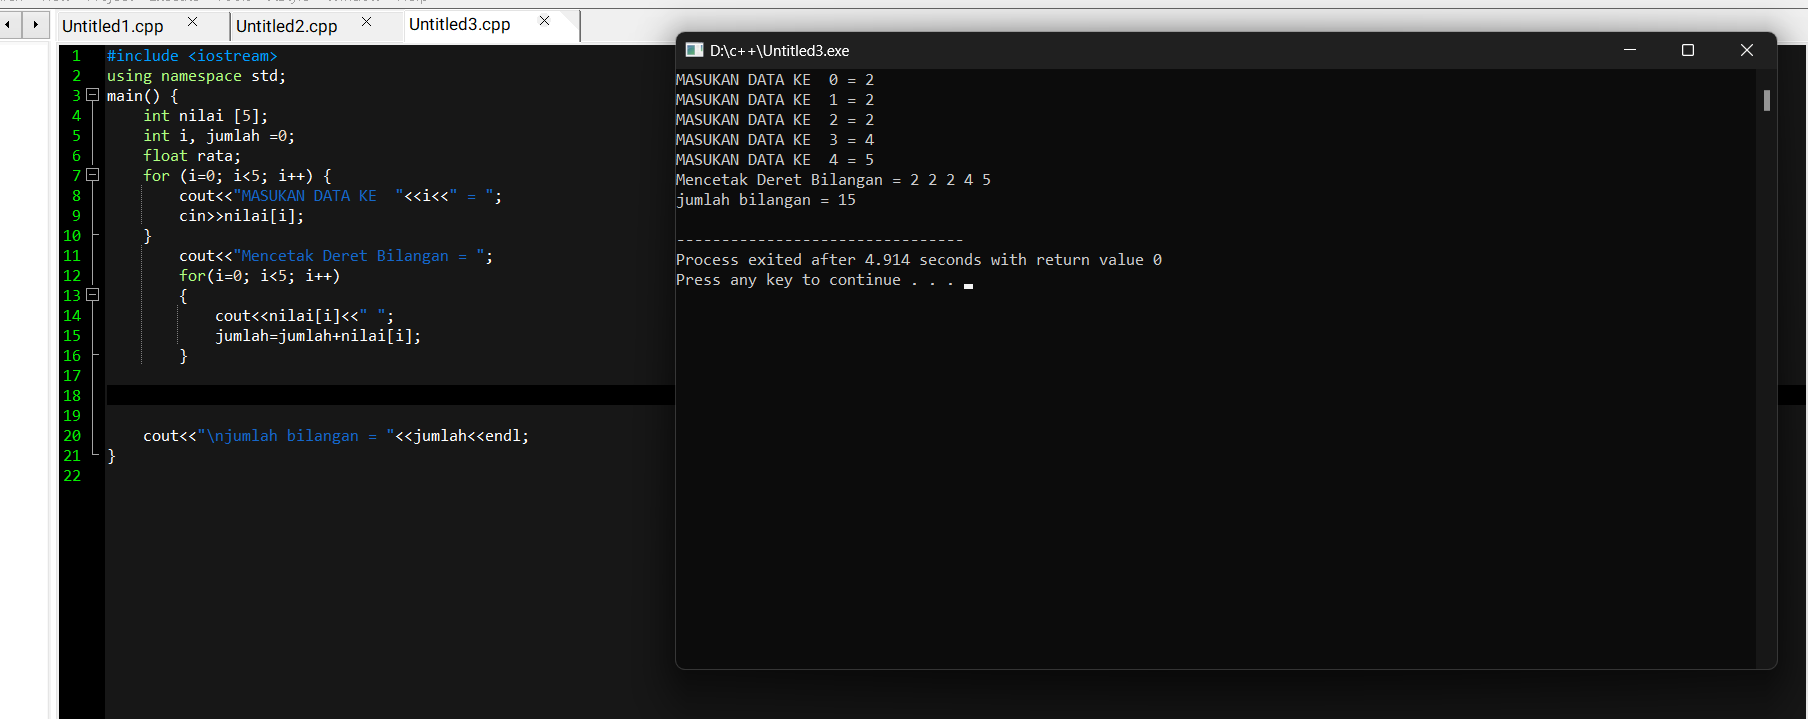 Untitled1.cpp Untitled2.cpp Untitled3.cpp
1 #include <iostream>
2 using namespace std;
3 main() {
4 int nilai [5];
5 int i, jumlah =0;
6 float rata;
7 for (i=0; i<5; i++) {
8 cout<<"MASUKAN DATA KE  "<<i<<" = ";
9 cin>>nilai[i];
10 }
11 cout<<"Mencetak Deret Bilangan = ";
12 for(i=0; i<5; i++)
13 {
14 cout<<nilai[i]<<" ";
15 jumlah=jumlah+nilai[i];
16 }
17
18
19
20 cout<<"\njumlah bilangan = "<<jumlah<<endl;
21 }
22
D:\c++\Untitled3.exe
MASUKAN DATA KE  0 = 2
MASUKAN DATA KE  1 = 2
MASUKAN DATA KE  2 = 2
MASUKAN DATA KE  3 = 4
MASUKAN DATA KE  4 = 5
Mencetak Deret Bilangan = 2 2 2 4 5
jumlah bilangan = 15
--------------------------------
Process exited after 4.914 seconds with return value 0
Press any key to continue . . .